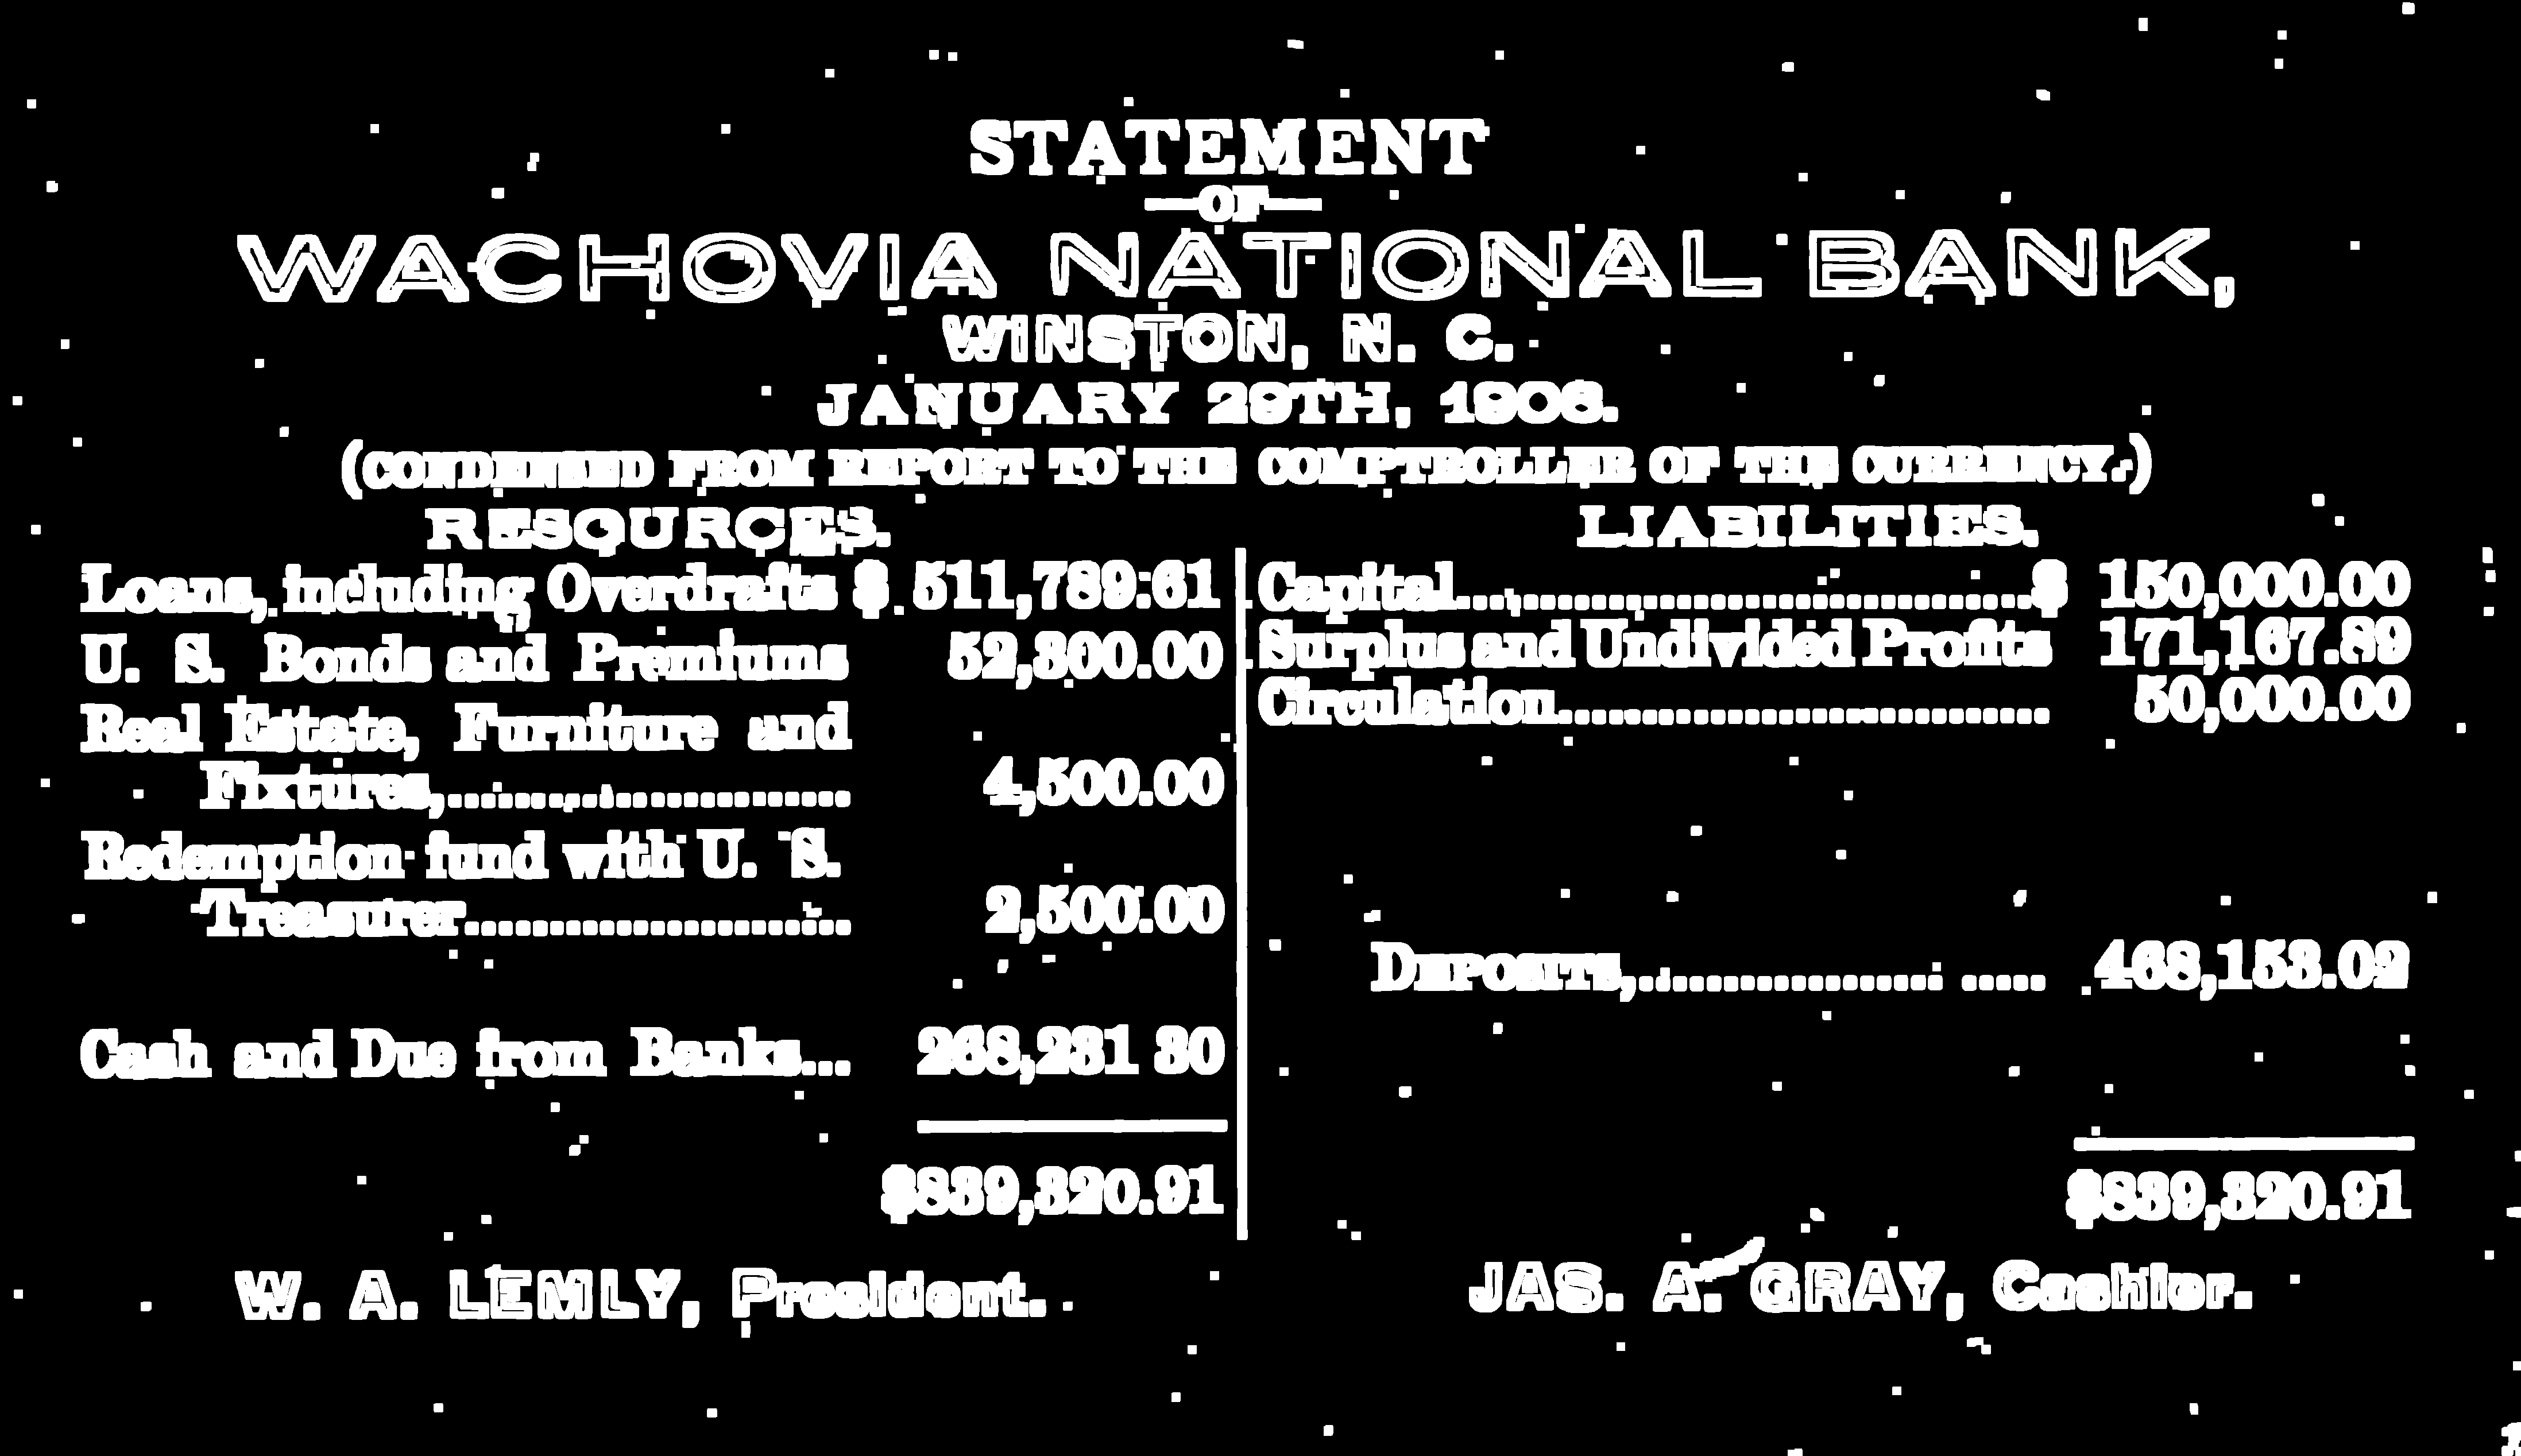 STATEMENT
—OF—
WACHOVIA NATIONAL BANK,
WINSTON, N. C.
JANUARY 29TH, 1906.
(CONDENSED FROM REPORT TO THE COMPTROLLER OF THE CURRENCY.)
RESOURCES.
Loans, including Overdrafts $ 511,789.61
U. S. Bonds and Premiums 52,300.00
Real Estate, Furniture and
Fixtures,........................ 4,500.00
Redemption fund with U. S.
Treasurer........................ 2,500.00
Cash and Due from Banks... 268,231 30
$839,320.91
LIABILITIES.
Capital...................................$ 150,000.00
Surplus and Undivided Profits 171,167.89
Circulation.............................. 50,000.00
DEPOSITS,................... ..... 468,153.02
$839,320.91
W. A. LEMLY, President.
JAS. A. GRAY, Cashier.